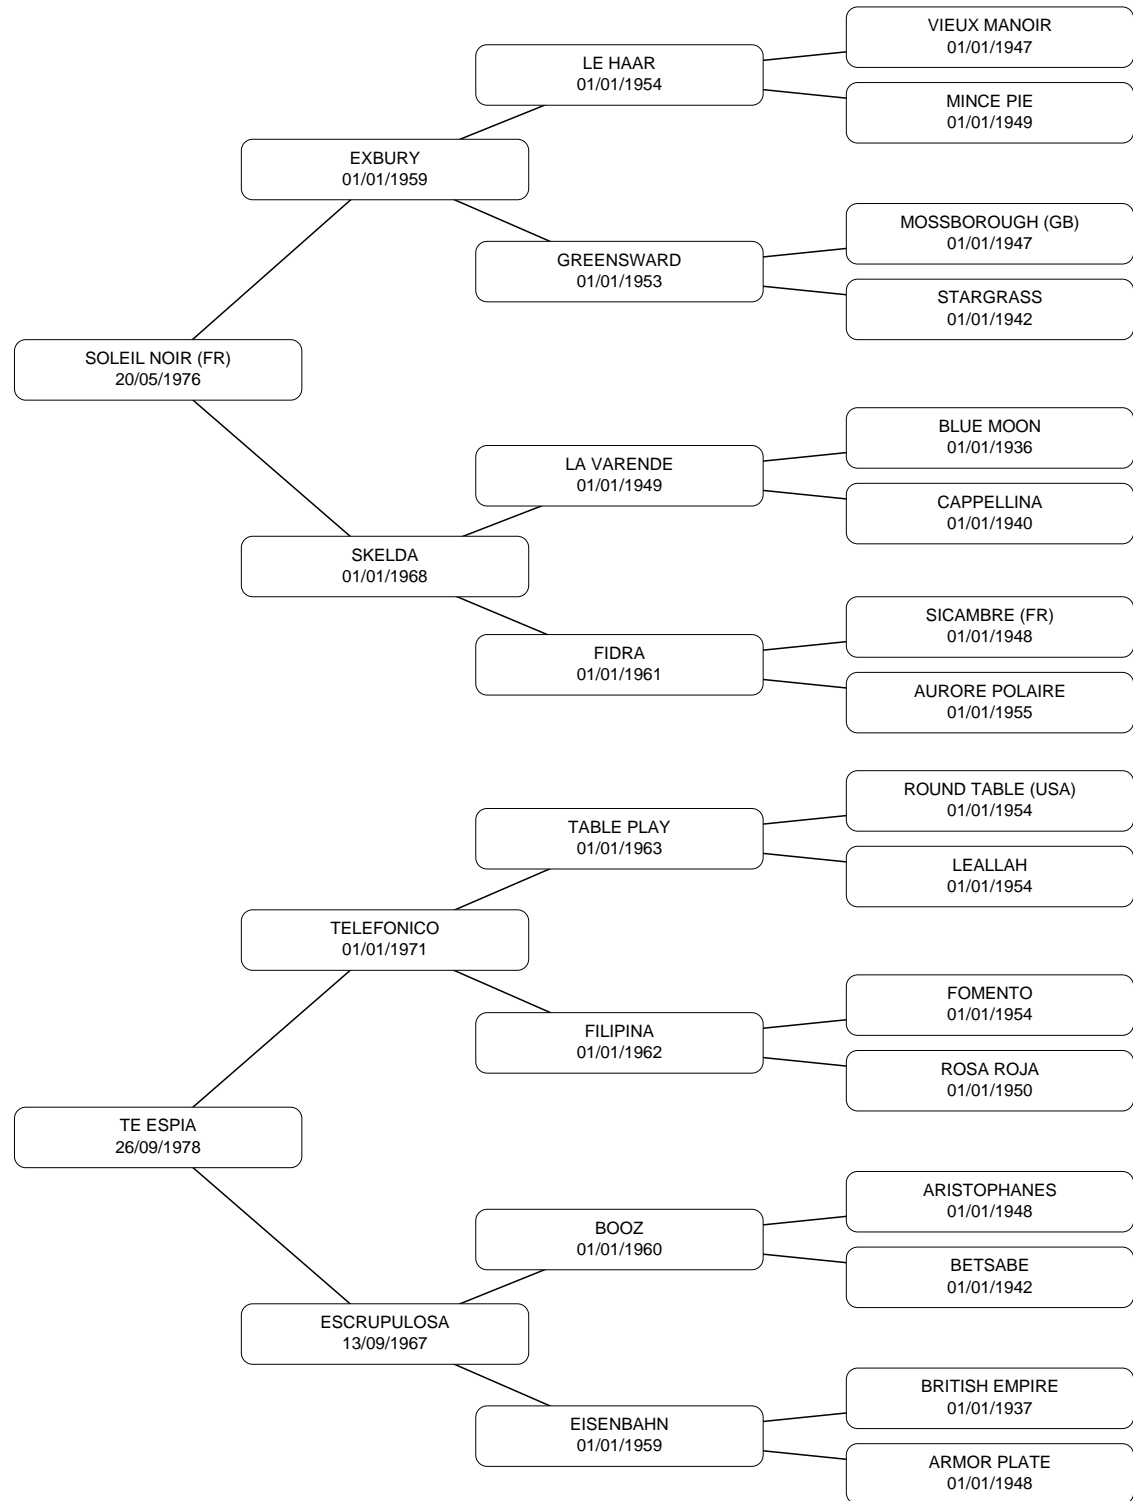 VIEUX MANOIR
01/01/1947
LE HAAR
01/01/1954
MINCE PIE
01/01/1949
EXBURY
01/01/1959
MOSSBOROUGH (GB)
01/01/1947
GREENSWARD
01/01/1953
STARGRASS
01/01/1942
SOLEIL NOIR (FR)
20/05/1976
BLUE MOON
01/01/1936
LA VARENDE
01/01/1949
CAPPELLINA
01/01/1940
SKELDA
01/01/1968
SICAMBRE (FR)
01/01/1948
FIDRA
01/01/1961
AURORE POLAIRE
01/01/1955
ROUND TABLE (USA)
01/01/1954
TABLE PLAY
01/01/1963
LEALLAH
01/01/1954
TELEFONICO
01/01/1971
FOMENTO
01/01/1954
FILIPINA
01/01/1962
ROSA ROJA
01/01/1950
TE ESPIA
26/09/1978
ARISTOPHANES
01/01/1948
BOOZ
01/01/1960
BETSABE
01/01/1942
ESCRUPULOSA
13/09/1967
BRITISH EMPIRE
01/01/1937
EISENBAHN
01/01/1959
ARMOR PLATE
01/01/1948